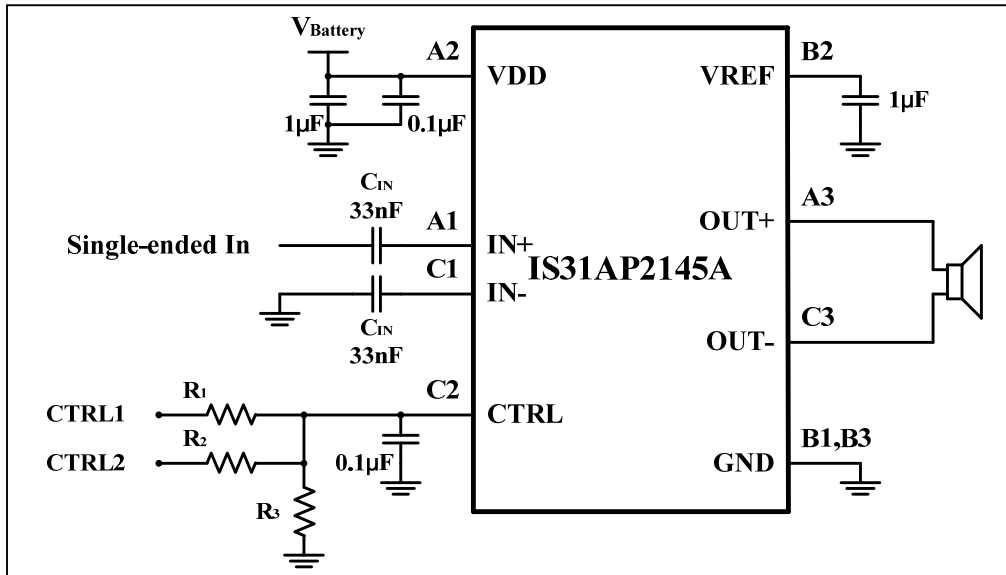 VBattery
A2
VDD
1µF
0.1µF
CIN
33nF
Single-ended In
A1
IN+
C1
IN-
CIN
33nF
CTRL1
R1
CTRL2
R2
R3
C2
CTRL
0.1µF
IS31AP2145A
B2
VREF
1µF
A3
OUT+
C3
OUT-
B1,B3
GND